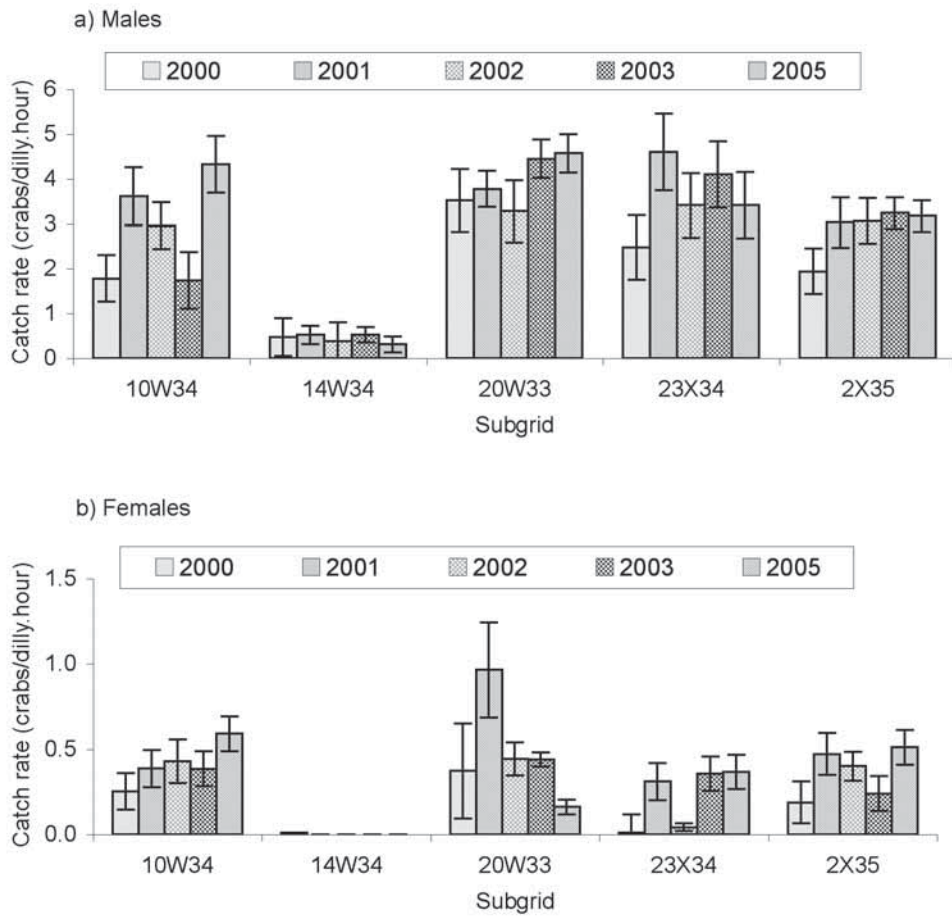 a) Males
2000 2001 2002 2003 2005
Catch rate (crabs/dilly.hour)
6
5
4
3
2
1
0
10W34 14W34 20W33 23X34 2X35
Subgrid
b) Females
2000 2001 2002 2003 2005
Catch rate (crabs/dilly.hour)
1.5
1.0
0.5
0.0
10W34 14W34 20W33 23X34 2X35
Subgrid